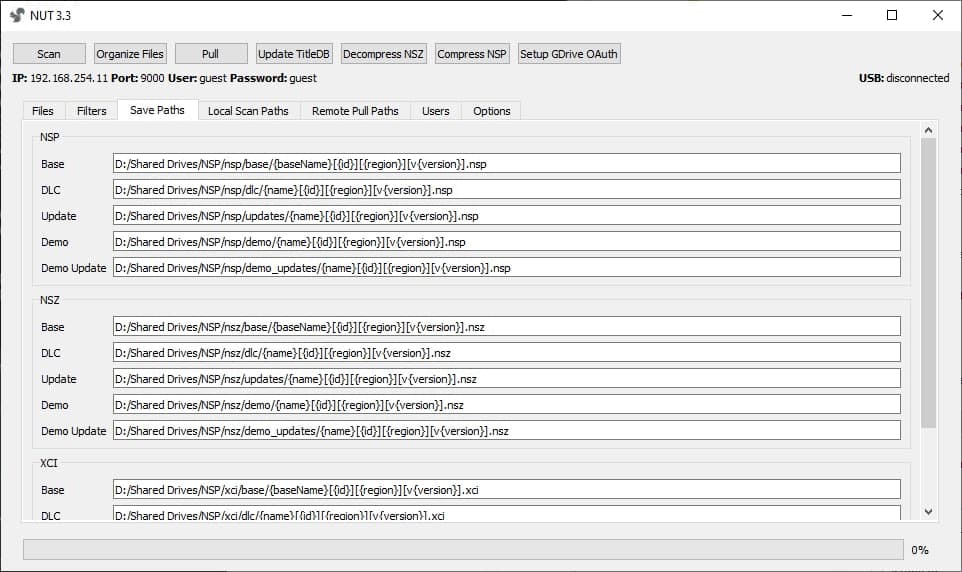 NUT 3.3
Scan Organize Files Pull Update TitleDB Decompress NSZ Compress NSP Setup GDrive OAuth
IP: 192.168.254.11 Port: 9000 User: guest Password: guest USB: disconnected
Files Filters Save Paths Local Scan Paths Remote Pull Paths Users Options
NSP
Base D:/Shared Drives/NSP/nsp/base/{baseName}[{id}][{region}][v{version}].nsp
DLC D:/Shared Drives/NSP/nsp/dlc/{name}[{id}][{region}][v{version}].nsp
Update D:/Shared Drives/NSP/nsp/updates/{name}[{id}][{region}][v{version}].nsp
Demo D:/Shared Drives/NSP/nsp/demo/{name}[{id}][{region}][v{version}].nsp
Demo Update D:/Shared Drives/NSP/nsp/demo_updates/{name}[{id}][{region}][v{version}].nsp
NSZ
Base D:/Shared Drives/NSP/nsz/base/{baseName}[{id}][{region}][v{version}].nsz
DLC D:/Shared Drives/NSP/nsz/dlc/{name}[{id}][{region}][v{version}].nsz
Update D:/Shared Drives/NSP/nsz/updates/{name}[{id}][{region}][v{version}].nsz
Demo D:/Shared Drives/NSP/nsz/demo/{name}[{id}][{region}][v{version}].nsz
Demo Update D:/Shared Drives/NSP/nsz/demo_updates/{name}[{id}][{region}][v{version}].nsz
XCI
Base D:/Shared Drives/NSP/xci/base/{baseName}[{id}][{region}][v{version}].xci
DLC D:/Shared Drives/NSP/xci/dlc/{name}[{id}][{region}][v{version}].xci
0%